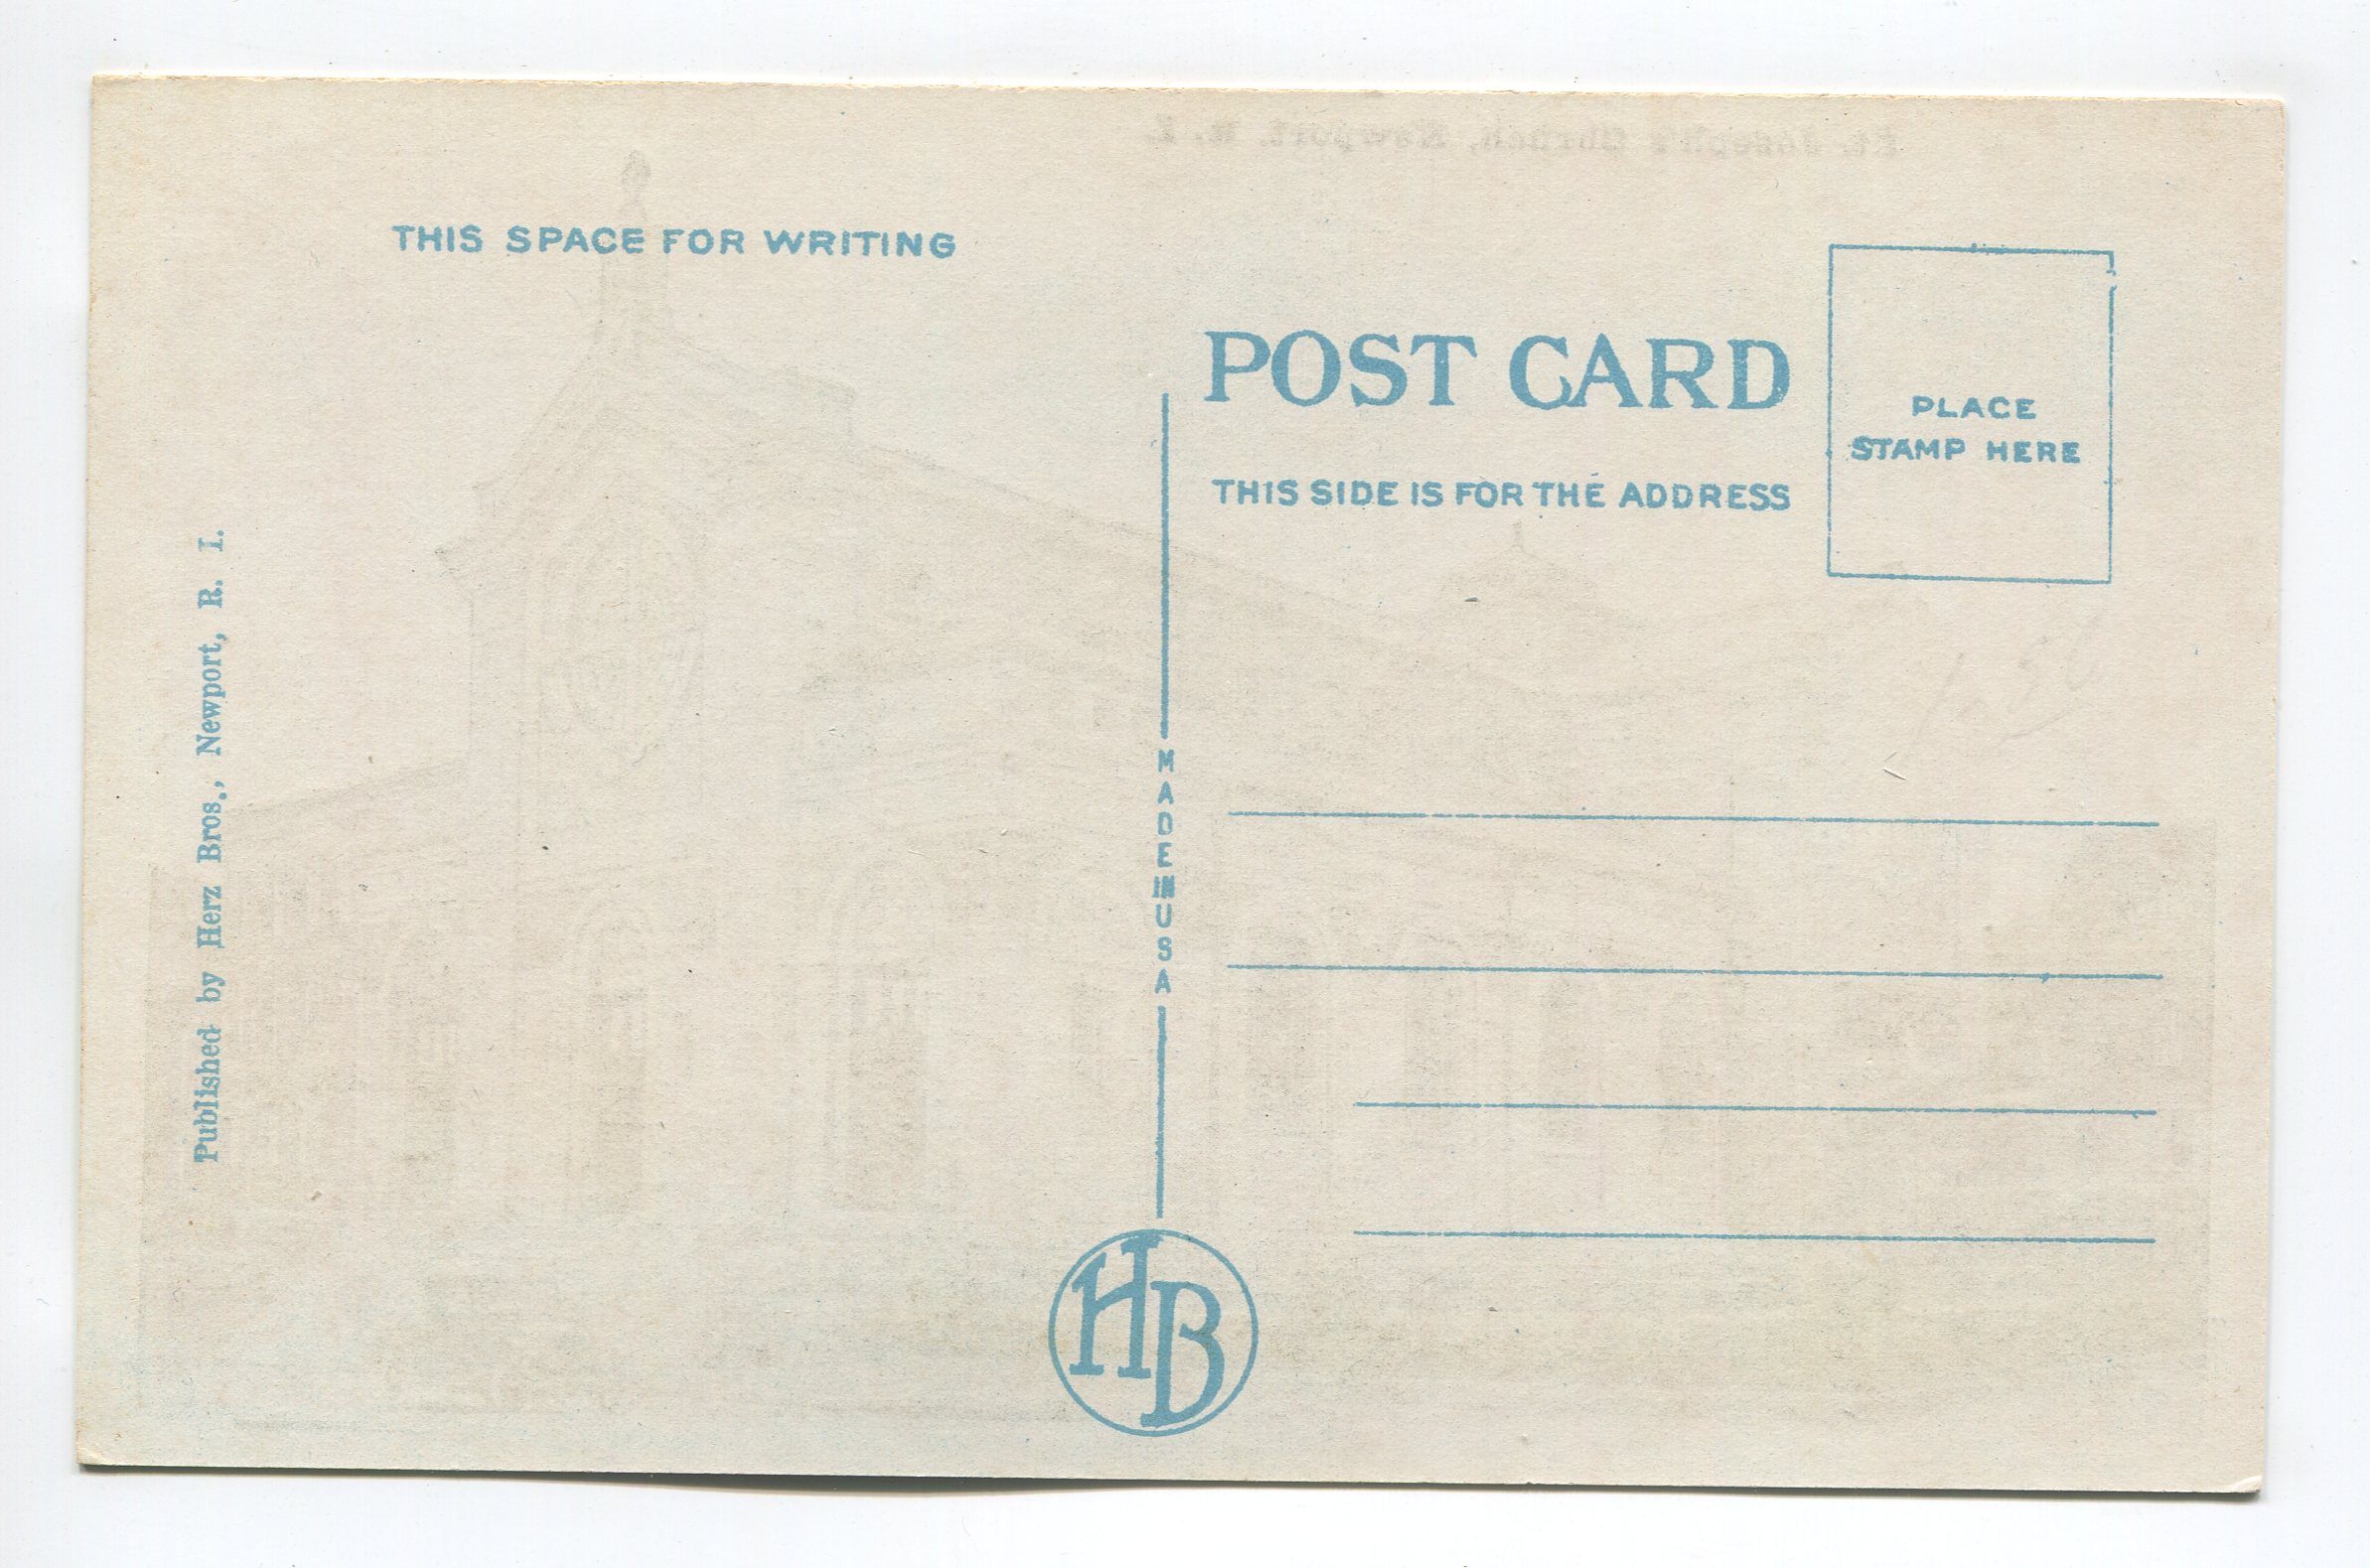 St. Joseph's Church, Newport, R. I.
THIS SPACE FOR WRITING
POST CARD
THIS SIDE IS FOR THE ADDRESS
PLACE
STAMP HERE
Published by Herz Bros., Newport, R. I.
MADE IN USA
HB